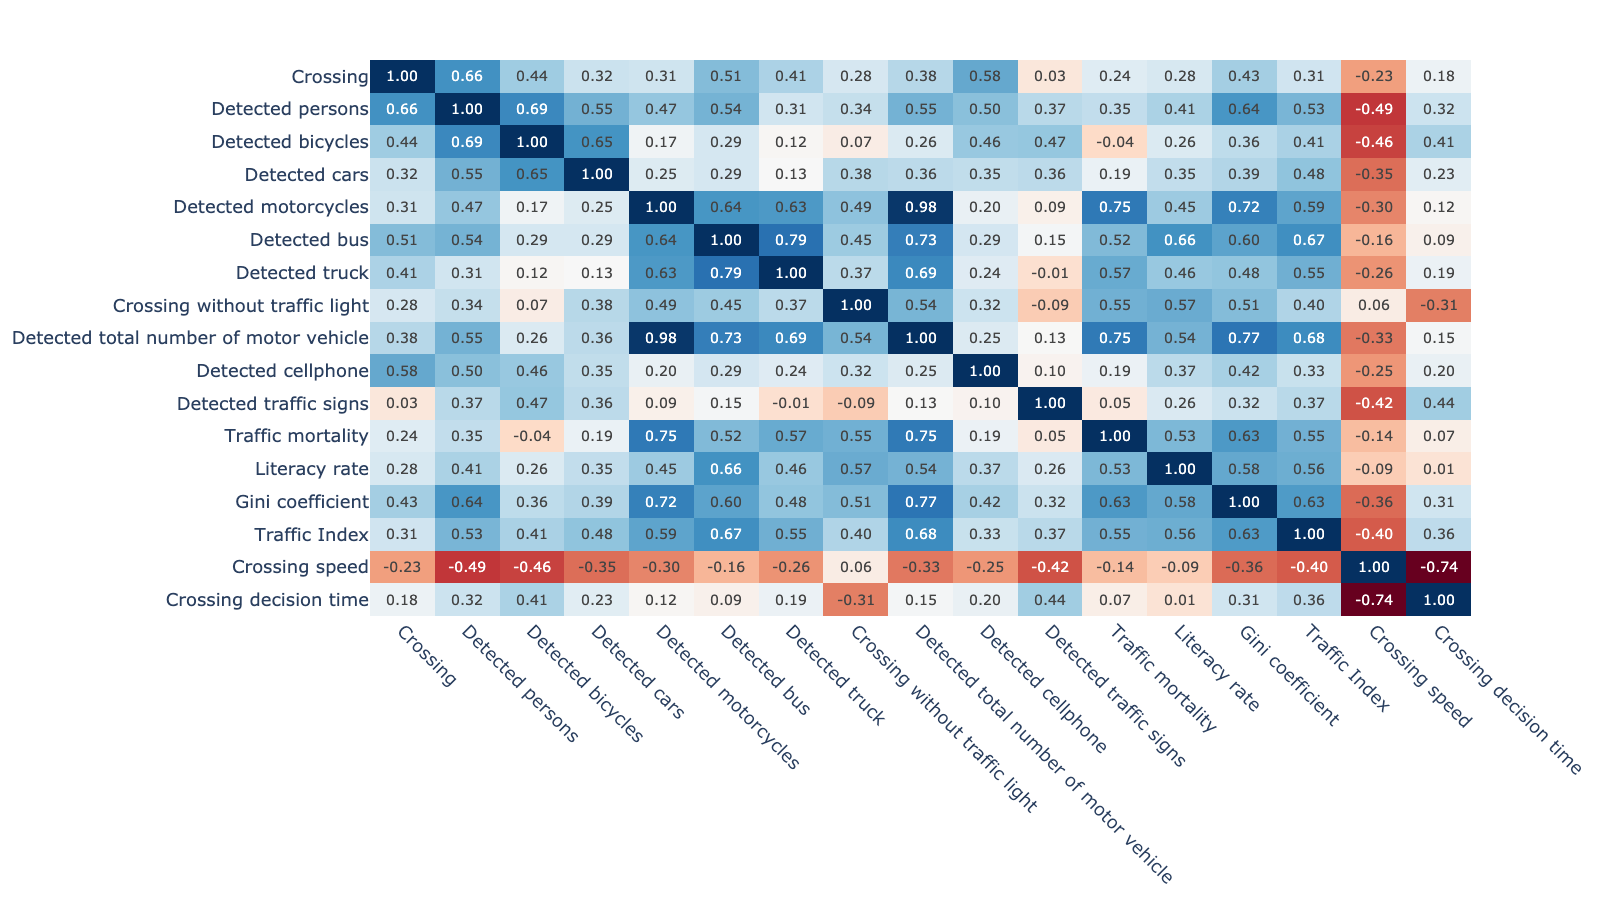 Crossing 1.00 0.66 0.44 0.32 0.31 0.51 0.41 0.28 0.38 0.58 0.03 0.24 0.28 0.43 0.31 -0.23 0.18
Detected persons 0.66 1.00 0.69 0.55 0.47 0.54 0.31 0.34 0.55 0.50 0.37 0.35 0.41 0.64 0.53 -0.49 0.32
Detected bicycles 0.44 0.69 1.00 0.65 0.17 0.29 0.12 0.07 0.26 0.46 0.47 -0.04 0.26 0.36 0.41 -0.46 0.41
Detected cars 0.32 0.55 0.65 1.00 0.25 0.29 0.13 0.38 0.36 0.35 0.36 0.19 0.35 0.39 0.48 -0.35 0.23
Detected motorcycles 0.31 0.47 0.17 0.25 1.00 0.64 0.63 0.49 0.98 0.20 0.09 0.75 0.45 0.72 0.59 -0.30 0.12
Detected bus 0.51 0.54 0.29 0.29 0.64 1.00 0.79 0.45 0.73 0.29 0.15 0.52 0.66 0.60 0.67 -0.16 0.09
Detected truck 0.41 0.31 0.12 0.13 0.63 0.79 1.00 0.37 0.69 0.24 -0.01 0.57 0.46 0.48 0.55 -0.26 0.19
Crossing without traffic light 0.28 0.34 0.07 0.38 0.49 0.45 0.37 1.00 0.54 0.32 -0.09 0.55 0.57 0.51 0.40 0.06 -0.31
Detected total number of motor vehicle 0.38 0.55 0.26 0.36 0.98 0.73 0.69 0.54 1.00 0.25 0.13 0.75 0.54 0.77 0.68 -0.33 0.15
Detected cellphone 0.58 0.50 0.46 0.35 0.20 0.29 0.24 0.32 0.25 1.00 0.10 0.19 0.37 0.42 0.33 -0.25 0.20
Detected traffic signs 0.03 0.37 0.47 0.36 0.09 0.15 -0.01 -0.09 0.13 0.10 1.00 0.05 0.26 0.32 0.37 -0.42 0.44
Traffic mortality 0.24 0.35 -0.04 0.19 0.75 0.52 0.57 0.55 0.75 0.19 0.05 1.00 0.53 0.63 0.55 -0.14 0.07
Literacy rate 0.28 0.41 0.26 0.35 0.45 0.66 0.46 0.57 0.54 0.37 0.26 0.53 1.00 0.58 0.56 -0.09 0.01
Gini coefficient 0.43 0.64 0.36 0.39 0.72 0.60 0.48 0.51 0.77 0.42 0.32 0.63 0.58 1.00 0.63 -0.36 0.31
Traffic Index 0.31 0.53 0.41 0.48 0.59 0.67 0.55 0.40 0.68 0.33 0.37 0.55 0.56 0.63 1.00 -0.40 0.36
Crossing speed -0.23 -0.49 -0.46 -0.35 -0.30 -0.16 -0.26 0.06 -0.33 -0.25 -0.42 -0.14 -0.09 -0.36 -0.40 1.00 -0.74
Crossing decision time 0.18 0.32 0.41 0.23 0.12 0.09 0.19 -0.31 0.15 0.20 0.44 0.07 0.01 0.31 0.36 -0.74 1.00
Crossing
Detected persons
Detected bicycles
Detected cars
Detected motorcycles
Detected bus
Detected truck
Crossing without traffic light
Detected total number of motor vehicle
Detected cellphone
Detected traffic signs
Traffic mortality
Literacy rate
Gini coefficient
Traffic Index
Crossing speed
Crossing decision time